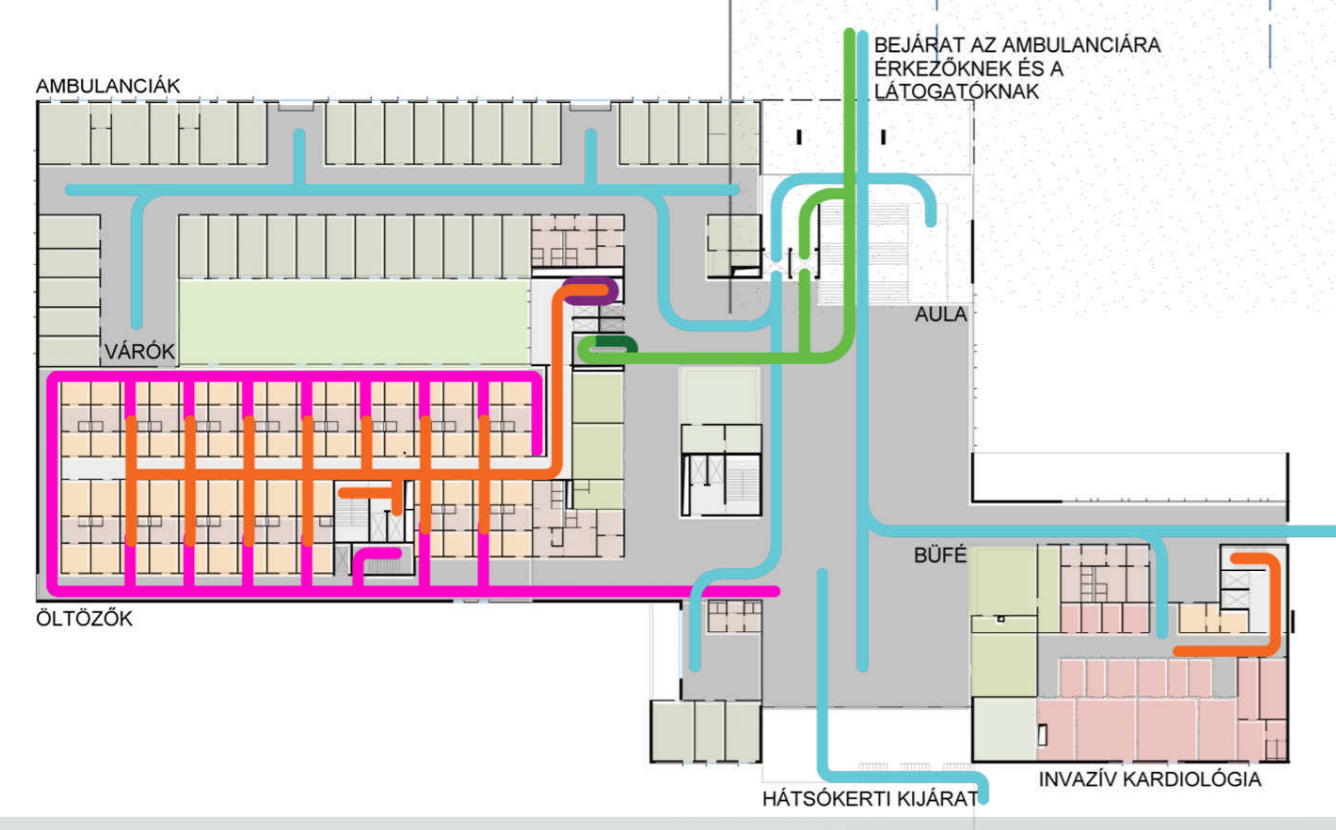 BEJÁRAT AZ AMBULANCIÁRA
ÉRKEZŐKNEK ÉS A
LÁTOGATÓKNAK
AMBULANCIÁK
AULA
VÁRÓK
BÜFÉ
ÖLTÖZŐK
INVAZÍV KARDIOLÓGIA
HÁTSÓKERTI KIJÁRAT